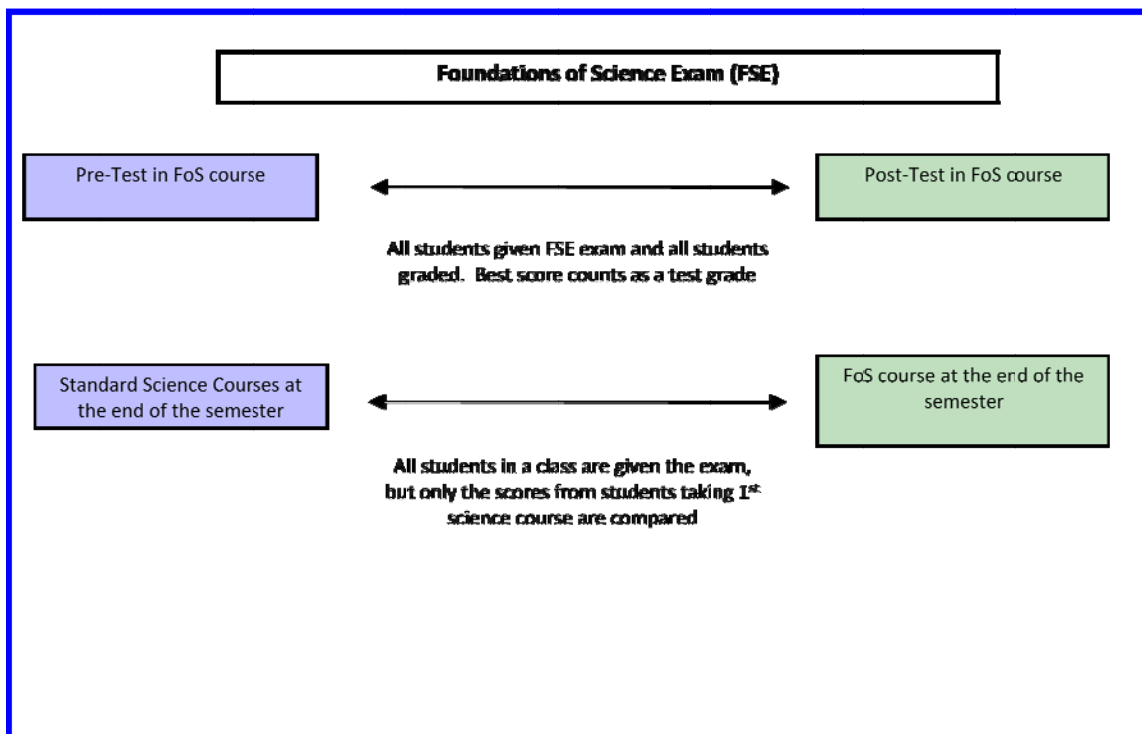 Foundations of Science Exam (FSE)
Pre-Test in FoS course
Post-Test in FoS course
All students given FSE exam and all students
graded. Best score counts as a test grade
Standard Science Courses at
the end of the semester
FoS course at the end of the
semester
All students in a class are given the exam,
but only the scores from students taking 1st
science course are compared